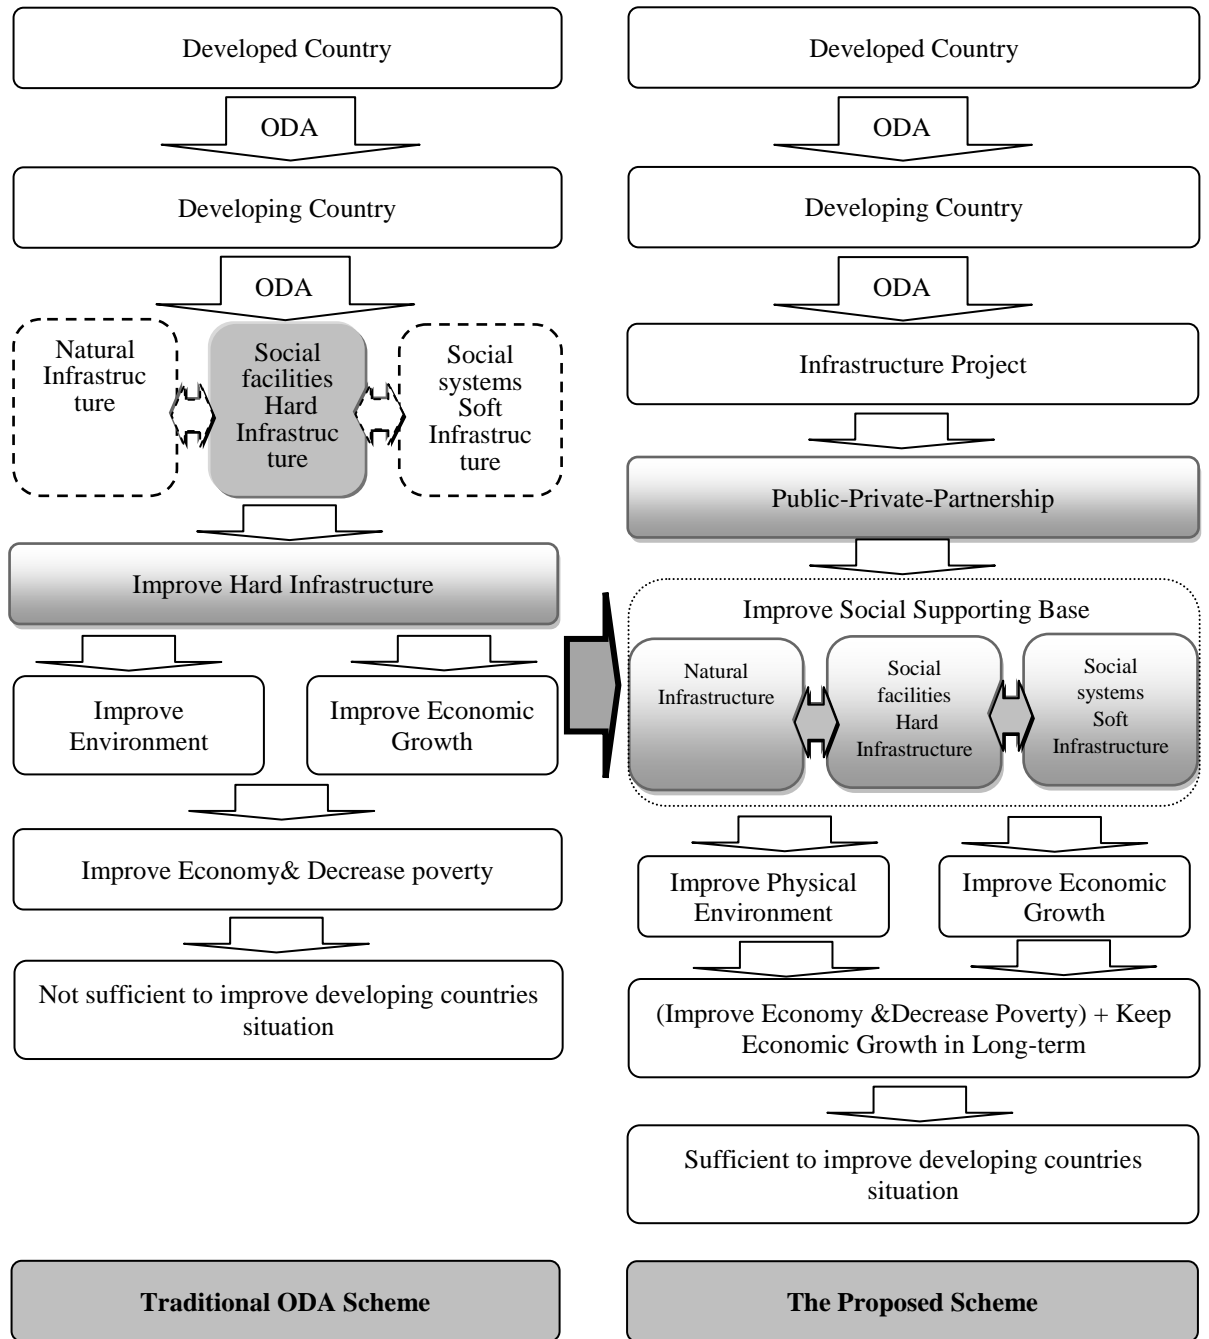 Developed Country
ODA
Developing Country
ODA
Natural
Infrastruc
ture
Social
facilities
Hard
Infrastruc
ture
Social
systems
Soft
Infrastruc
ture
Improve Hard Infrastructure
Improve
Environment
Improve Economic
Growth
Improve Economy& Decrease poverty
Not sufficient to improve developing countries
situation
Traditional ODA Scheme
Developed Country
ODA
Developing Country
ODA
Infrastructure Project
Public-Private-Partnership
Improve Social Supporting Base
Natural
Infrastructure
Social
facilities
Hard
Infrastructure
Social
systems
Soft
Infrastructure
Improve Physical
Environment
Improve Economic
Growth
(Improve Economy &Decrease Poverty) + Keep
Economic Growth in Long-term
Sufficient to improve developing countries
situation
The Proposed Scheme